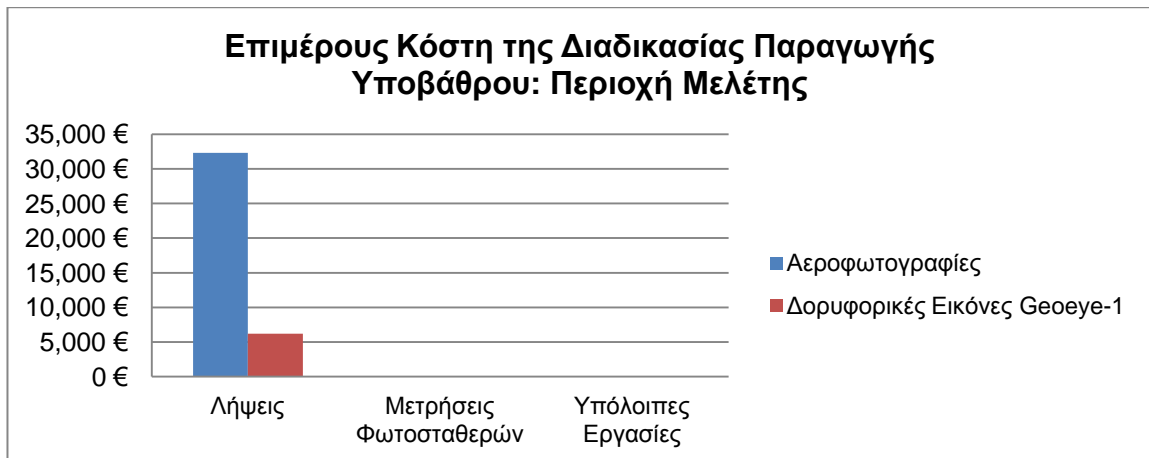 Επιμέρους Κόστη της Διαδικασίας Παραγωγής
Υποβάθρου: Περιοχή Μελέτης
35,000 €
30,000 €
25,000 €
20,000 €
15,000 €
10,000 €
5,000 €
0 €
Λήψεις
Μετρήσεις
Φωτοσταθερών
Υπόλοιπες
Εργασίες
Αεροφωτογραφίες
Δορυφορικές Εικόνες Geoeye-1